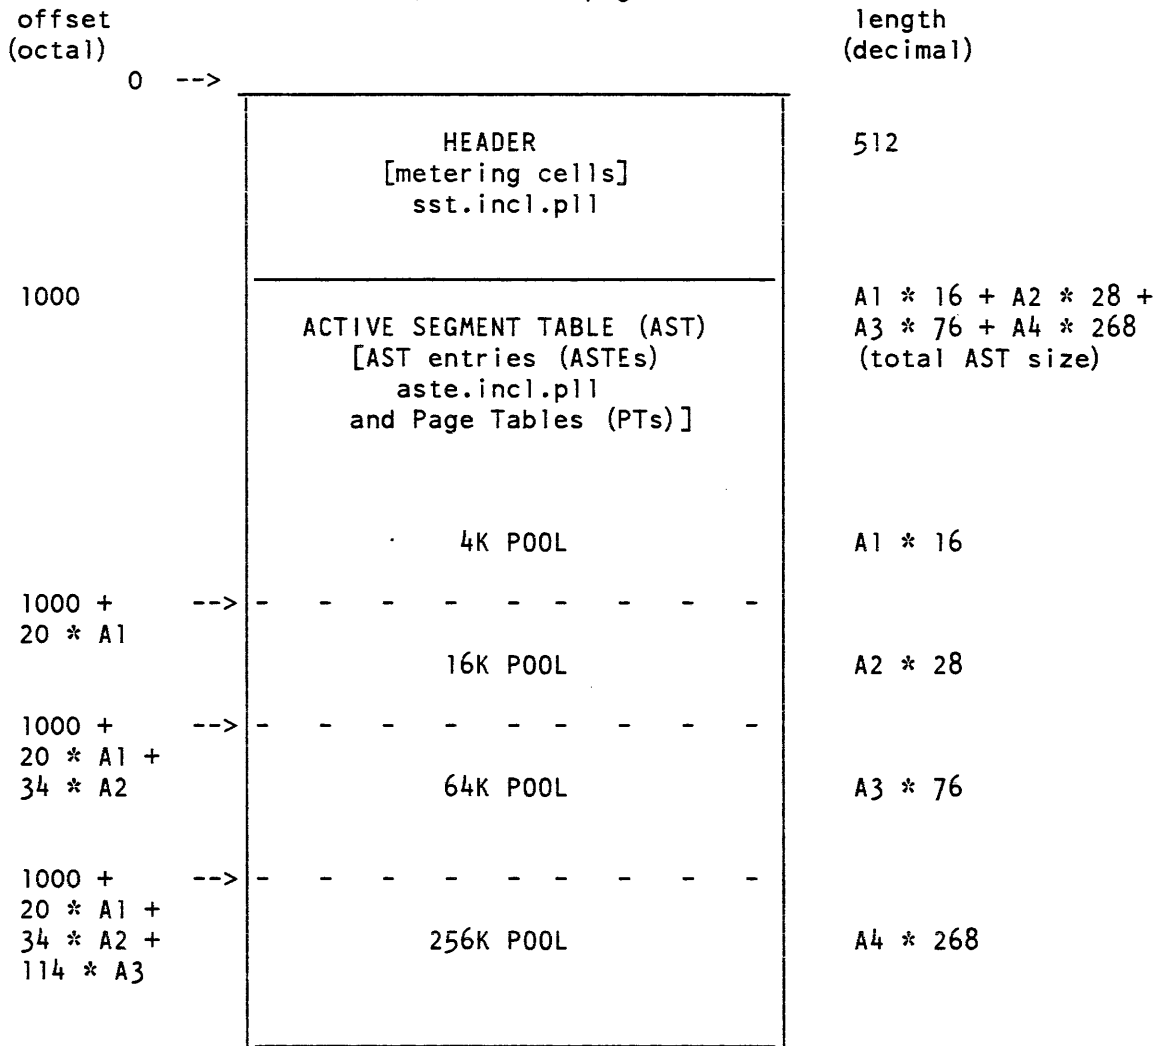 offset length
(octal) (decimal)
0 -->
HEADER 512
[metering cells]
sst.incl.pl1
1000 A1 * 16 + A2 * 28 +
ACTIVE SEGMENT TABLE (AST) A3 * 76 + A4 * 268
[AST entries (ASTEs) (total AST size)
aste.incl.pl1
and Page Tables (PTs)]
4K POOL A1 * 16
1000 + --> - - - - - - - - -
20 * A1
16K POOL A2 * 28
1000 + --> - - - - - - - - -
20 * A1 +
34 * A2 64K POOL A3 * 76
1000 + --> - - - - - - - - -
20 * A1 +
34 * A2 + 256K POOL A4 * 268
114 * A3